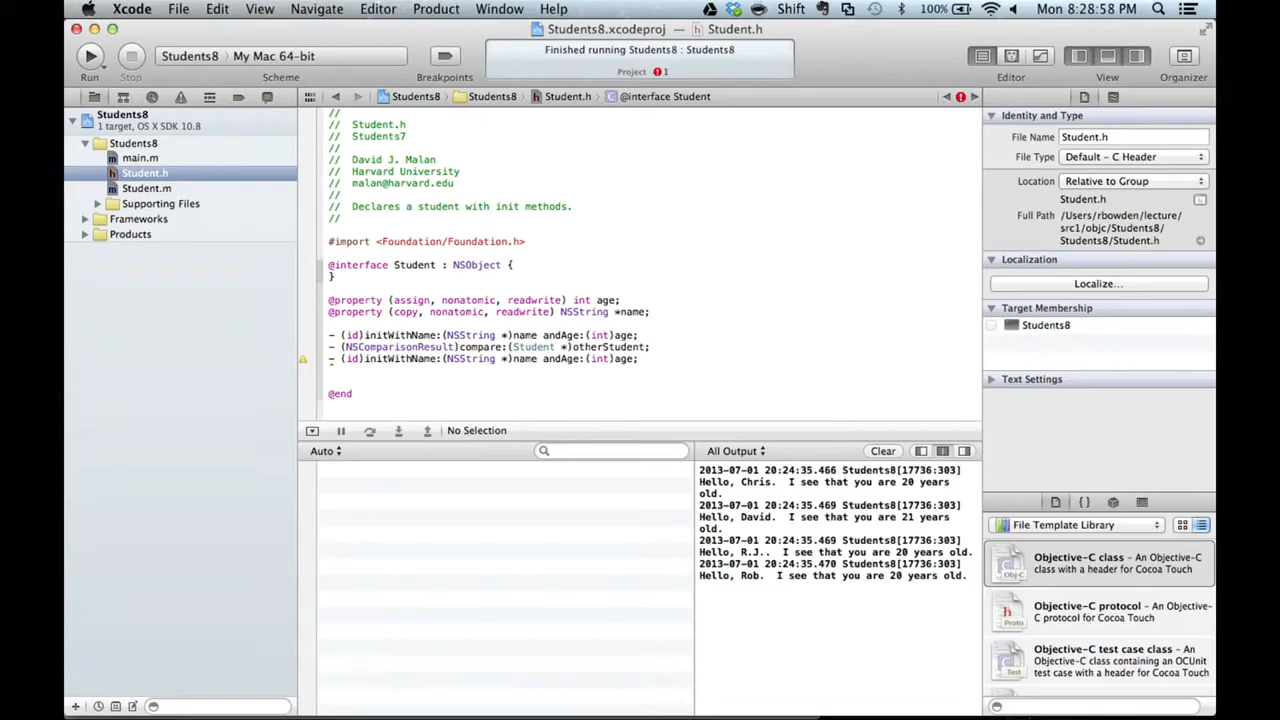 Xcode File Edit View Navigate Editor Product Window Help Shift 100% Mon 8:28:58 PM
Students8.xcodeproj — Student.h
Run Stop
Students8 > My Mac 64-bit
Scheme
Breakpoints
Finished running Students8 : Students8
Project 1
Editor View Organizer
Students8
1 target, OS X SDK 10.8
Students8
main.m
Student.h
Student.m
Supporting Files
Frameworks
Products
Students8 > Students8 > Student.h > @interface Student
//
// Student.h
// Students7
//
// David J. Malan
// Harvard University
// malan@harvard.edu
//
// Declares a student with init methods.
//
#import <Foundation/Foundation.h>
@interface Student : NSObject {
}
@property (assign, nonatomic, readwrite) int age;
@property (copy, nonatomic, readwrite) NSString *name;
- (id)initWithName:(NSString *)name andAge:(int)age;
- (NSComparisonResult)compare:(Student *)otherStudent;
- (id)initWithName:(NSString *)name andAge:(int)age;
@end
No Selection
Auto
All Output Clear
2013-07-01 20:24:35.466 Students8[17736:303]
Hello, Chris. I see that you are 20 years
old.
2013-07-01 20:24:35.469 Students8[17736:303]
Hello, David. I see that you are 21 years
old.
2013-07-01 20:24:35.469 Students8[17736:303]
Hello, R.J.. I see that you are 20 years old.
2013-07-01 20:24:35.470 Students8[17736:303]
Hello, Rob. I see that you are 20 years old.
Identity and Type
File Name Student.h
File Type Default - C Header
Location Relative to Group
Student.h
Full Path /Users/rbowden/lecture/
src1/objc/Students8/
Students8/Student.h
Localization
Localize...
Target Membership
Students8
Text Settings
{ }
File Template Library
Obj-C
Objective-C class - An Objective-C
class with a header for Cocoa Touch
Proto
Objective-C protocol - An Objective-
C protocol for Cocoa Touch
Test
Objective-C test case class - An
Objective-C class containing an OCUnit
test case with a header for Cocoa Touch